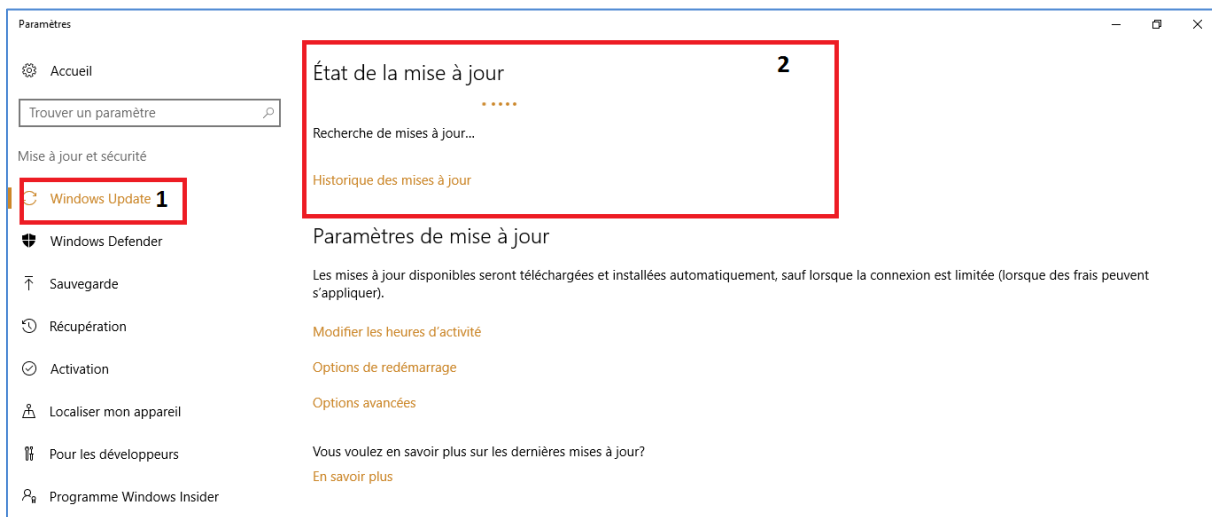 Paramètres
Accueil
Trouver un paramètre
Mise à jour et sécurité
Windows Update 1
Windows Defender
Sauvegarde
Récupération
Activation
Localiser mon appareil
Pour les développeurs
Programme Windows Insider
État de la mise à jour 2
Recherche de mises à jour...
Historique des mises à jour
Paramètres de mise à jour
Les mises à jour disponibles seront téléchargées et installées automatiquement, sauf lorsque la connexion est limitée (lorsque des frais peuvent
s'appliquer).
Modifier les heures d'activité
Options de redémarrage
Options avancées
Vous voulez en savoir plus sur les dernières mises à jour?
En savoir plus